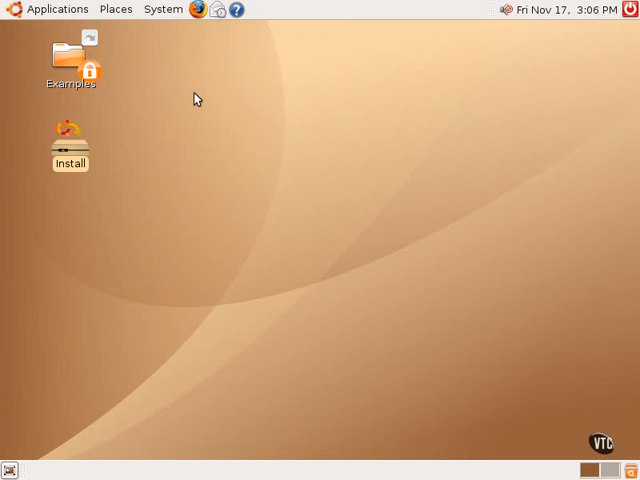 Applications Places System Fri Nov 17, 3:06 PM
Examples
Install
VTC